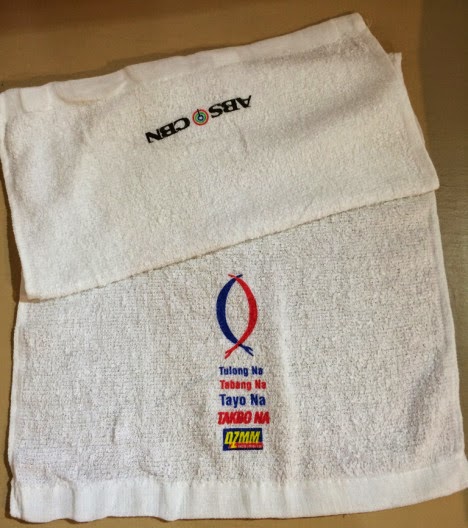 ABS CBN
Tulong Na
Tabang Na
Tayo Na
TAKBO NA
DZMM